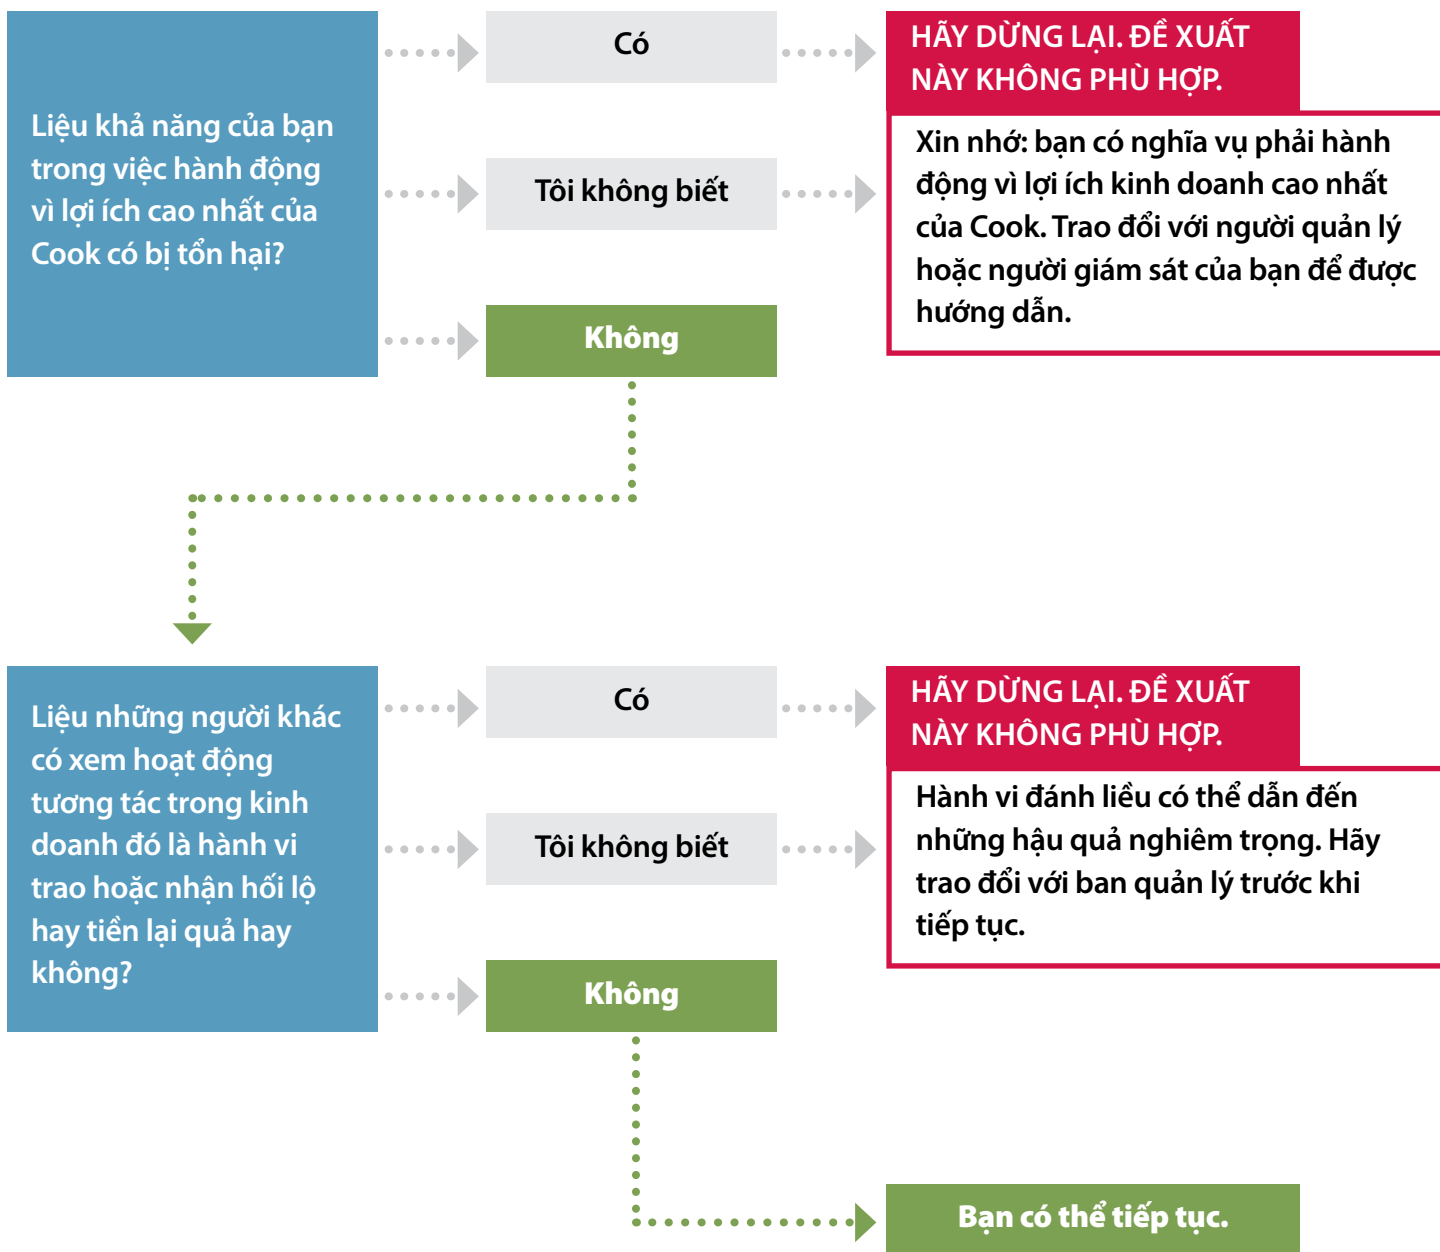 Liệu khả năng của bạn
trong việc hành động
vì lợi ích cao nhất của
Cook có bị tổn hại?
Có
Tôi không biết
Không
HÃY DỪNG LẠI. ĐỀ XUẤT
NÀY KHÔNG PHÙ HỢP.
Xin nhớ: bạn có nghĩa vụ phải hành
động vì lợi ích kinh doanh cao nhất
của Cook. Trao đổi với người quản lý
hoặc người giám sát của bạn để được
hướng dẫn.
Liệu những người khác
có xem hoạt động
tương tác trong kinh
doanh đó là hành vi
trao hoặc nhận hối lộ
hay tiền lại quả hay
không?
Có
Tôi không biết
Không
HÃY DỪNG LẠI. ĐỀ XUẤT
NÀY KHÔNG PHÙ HỢP.
Hành vi đánh liều có thể dẫn đến
những hậu quả nghiêm trọng. Hãy
trao đổi với ban quản lý trước khi
tiếp tục.
Bạn có thể tiếp tục.